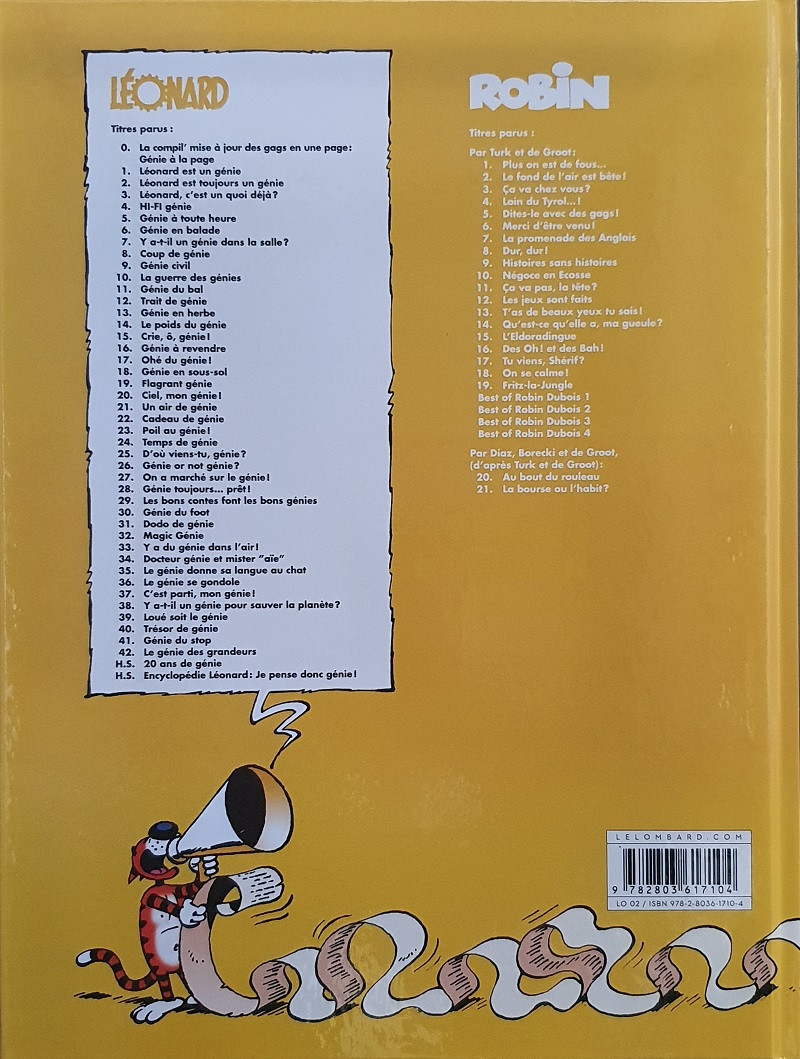 LÉONARD
Titres parus :
0. La compil' mise à jour des gags en une page:
Génie à la page
1. Léonard est un génie
2. Léonard est toujours un génie
3. Léonard, c'est un quoi déjà?
4. HI-FI génie
5. Génie à toute heure
6. Génie en balade
7. Y a-t-il un génie dans la salle?
8. Coup de génie
9. Génie civil
10. La guerre des génies
11. Génie du bal
12. Trait de génie
13. Génie en herbe
14. Le poids du génie
15. Crie, ô, génie!
16. Génie à revendre
17. Ohé du génie!
18. Génie en sous-sol
19. Flagrant génie
20. Ciel, mon génie!
21. Un air de génie
22. Cadeau de génie
23. Poil au génie!
24. Temps de génie
25. D'où viens-tu, génie?
26. Génie or not génie?
27. On a marché sur le génie!
28. Génie toujours... prêt!
29. Les bons contes font les bons génies
30. Génie du foot
31. Dodo de génie
32. Magic Génie
33. Y a du génie dans l'air!
34. Docteur génie et mister "aïe"
35. Le génie donne sa langue au chat
36. Le génie se gondole
37. C'est parti, mon génie!
38. Y a-t-il un génie pour sauver la planète?
39. Loué soit le génie
40. Trésor de génie
41. Génie du stop
42. Le génie des grandeurs
H.S. 20 ans de génie
H.S. Encyclopédie Léonard: Je pense donc génie!
ROBIN
Titres parus :
Par Turk et de Groot:
1. Plus on est de fous...
2. Le fond de l'air est bête!
3. Ça va chez vous?
4. Loin du Tyrol...!
5. Dites-le avec des gags!
6. Merci d'être venu!
7. La promenade des Anglais
8. Dur, dur!
9. Histoires sans histoires
10. Négoce en Ecosse
11. Ça va pas, la tête?
12. Les jeux sont faits
13. T'as de beaux yeux tu sais!
14. Qu'est-ce qu'elle a, ma gueule?
15. L'Eldoradingue
16. Des Oh! et des Bah!
17. Tu viens, Shérif?
18. On se calme!
19. Fritz-la-Jungle
Best of Robin Dubois 1
Best of Robin Dubois 2
Best of Robin Dubois 3
Best of Robin Dubois 4
Par Diaz, Borecki et de Groot,
(d'après Turk et de Groot):
20. Au bout du rouleau
21. La bourse ou l'habit?
LELOMBARD.COM
9 782803 617104
LO 02 / ISBN 978-2-8036-1710-4